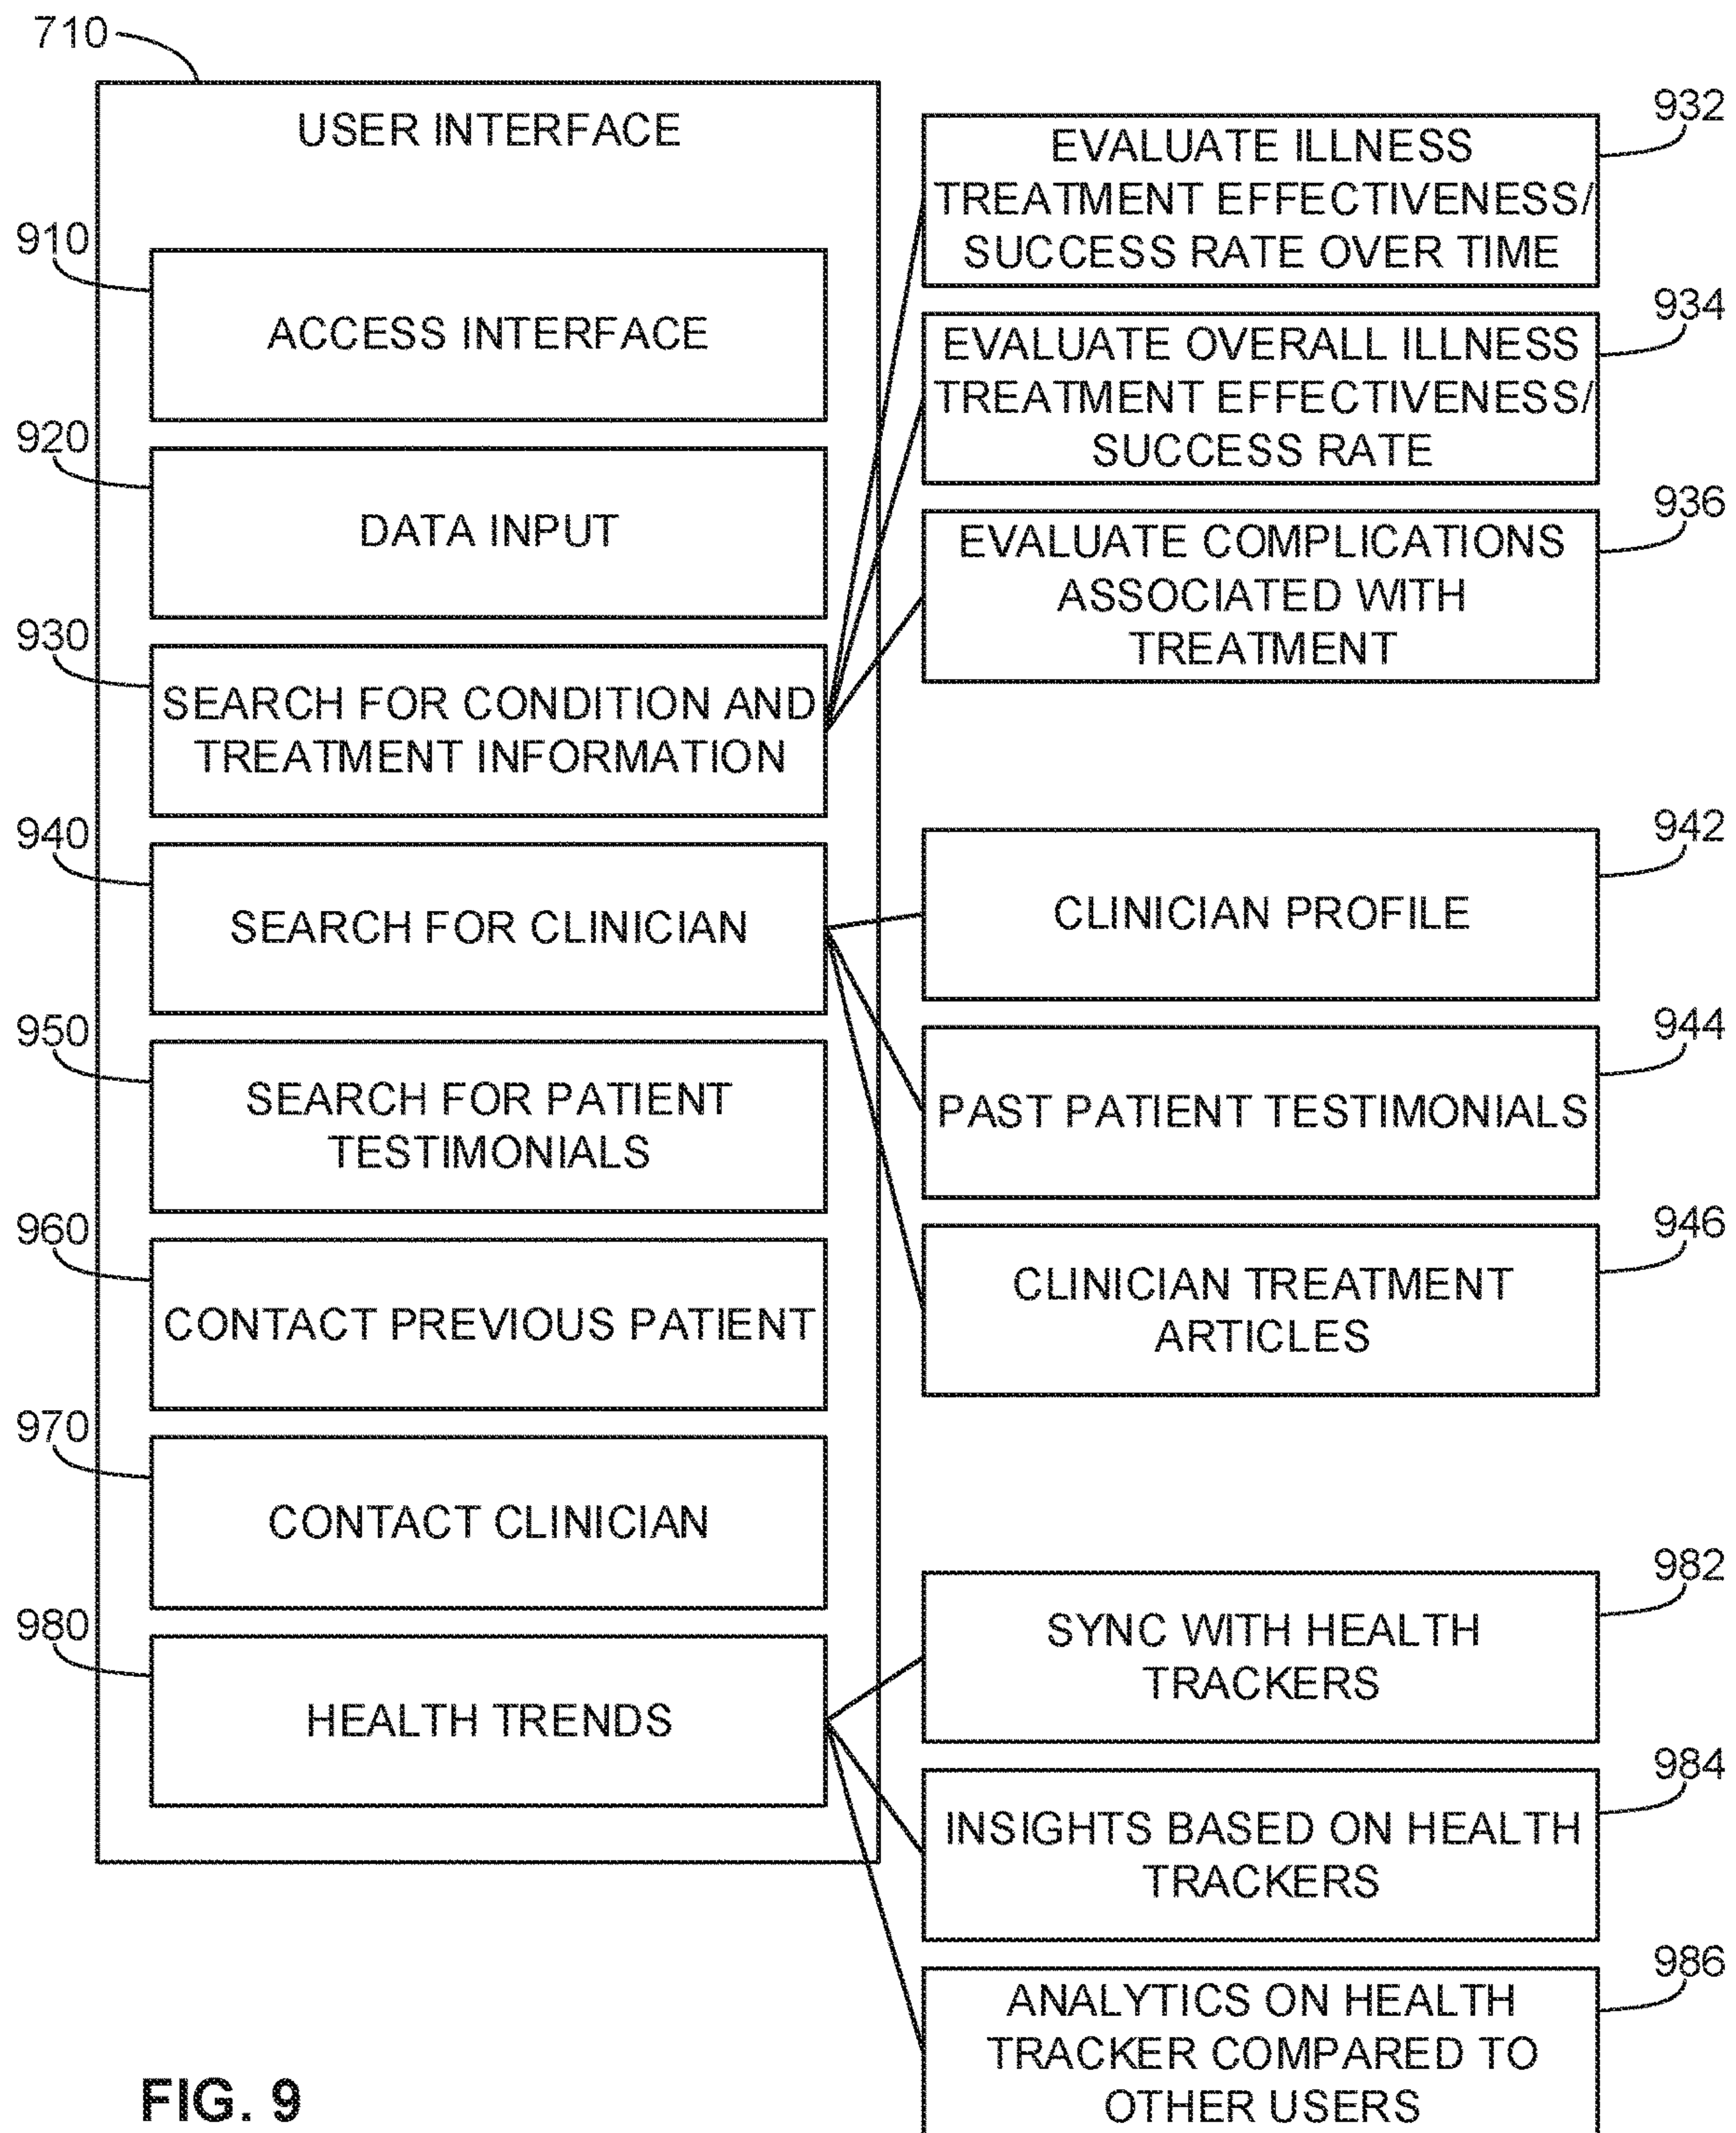 710
USER INTERFACE
910
ACCESS INTERFACE
920
DATA INPUT
930
SEARCH FOR CONDITION AND
TREATMENT INFORMATION
940
SEARCH FOR CLINICIAN
950
SEARCH FOR PATIENT
TESTIMONIALS
960
CONTACT PREVIOUS PATIENT
970
CONTACT CLINICIAN
980
HEALTH TRENDS
932
EVALUATE ILLNESS
TREATMENT EFFECTIVENESS/
SUCCESS RATE OVER TIME
934
EVALUATE OVERALL ILLNESS
TREATMENT EFFECTIVENESS/
SUCCESS RATE
936
EVALUATE COMPLICATIONS
ASSOCIATED WITH
TREATMENT
942
CLINICIAN PROFILE
944
PAST PATIENT TESTIMONIALS
946
CLINICIAN TREATMENT
ARTICLES
982
SYNC WITH HEALTH
TRACKERS
984
INSIGHTS BASED ON HEALTH
TRACKERS
986
ANALYTICS ON HEALTH
TRACKER COMPARED TO
OTHER USERS
FIG. 9